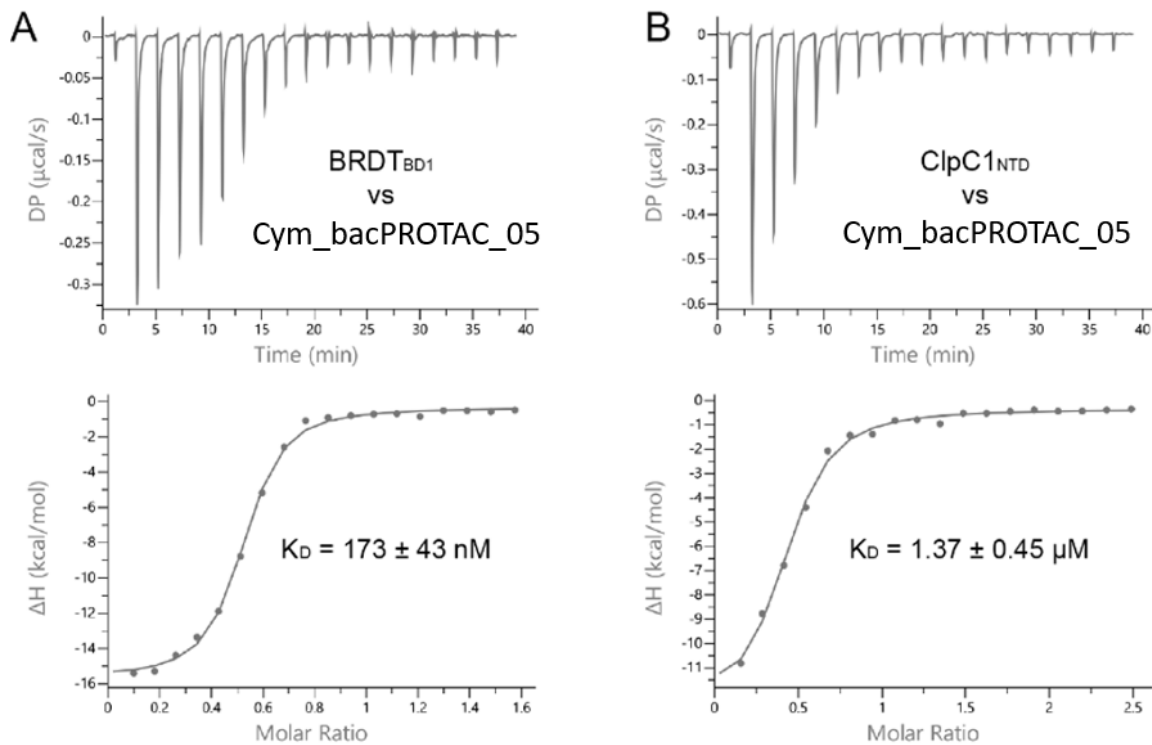 A
0
-0.05
-0.1
-0.15
-0.2
-0.25
-0.3
DP (µcal/s)
BRDTBD1
vs
Cym_bacPROTAC_05
0 5 10 15 20 25 30 35 40
Time (min)
0
-2
-4
-6
-8
-10
-12
-14
-16
ΔH (kcal/mol)
KD = 173 ± 43 nM
0 0.2 0.4 0.6 0.8 1 1.2 1.4 1.6
Molar Ratio
B
0
-0.1
-0.2
-0.3
-0.4
-0.5
-0.6
DP (µcal/s)
ClpC1NTD
vs
Cym_bacPROTAC_05
0 5 10 15 20 25 30 35 40
Time (min)
0
-1
-2
-3
-4
-5
-6
-7
-8
-9
-10
-11
ΔH (kcal/mol)
KD = 1.37 ± 0.45 µM
0 0.5 1 1.5 2 2.5
Molar Ratio